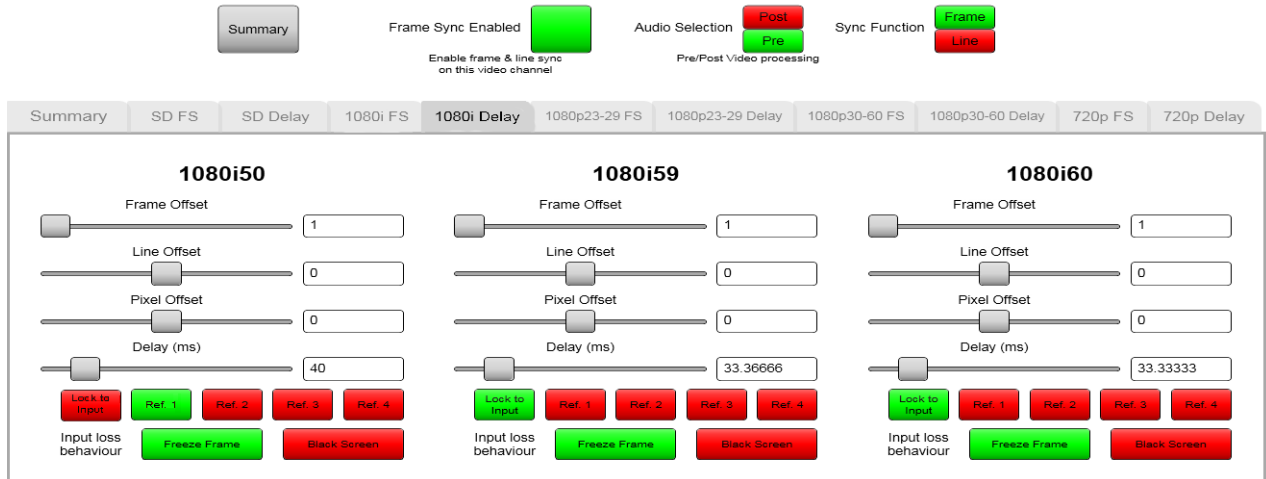 Summary
Frame Sync Enabled
Enable frame & line sync
on this video channel
Audio Selection
Post
Pre
Pre/Post Video processing
Sync Function
Frame
Line
Summary SD FS SD Delay 1080i FS 1080i Delay 1080p23-29 FS 1080p23-29 Delay 1080p30-60 FS 1080p30-60 Delay 720p FS 720p Delay
1080i50
Frame Offset
1
Line Offset
0
Pixel Offset
0
Delay (ms)
40
Lock to
Input
Ref. 1 Ref. 2 Ref. 3 Ref. 4
Input loss
behaviour
Freeze Frame Black Screen
1080i59
Frame Offset
1
Line Offset
0
Pixel Offset
0
Delay (ms)
33.36666
Lock to
Input
Ref. 1 Ref. 2 Ref. 3 Ref. 4
Input loss
behaviour
Freeze Frame Black Screen
1080i60
Frame Offset
1
Line Offset
0
Pixel Offset
0
Delay (ms)
33.33333
Lock to
Input
Ref. 1 Ref. 2 Ref. 3 Ref. 4
Input loss
behaviour
Freeze Frame Black Screen